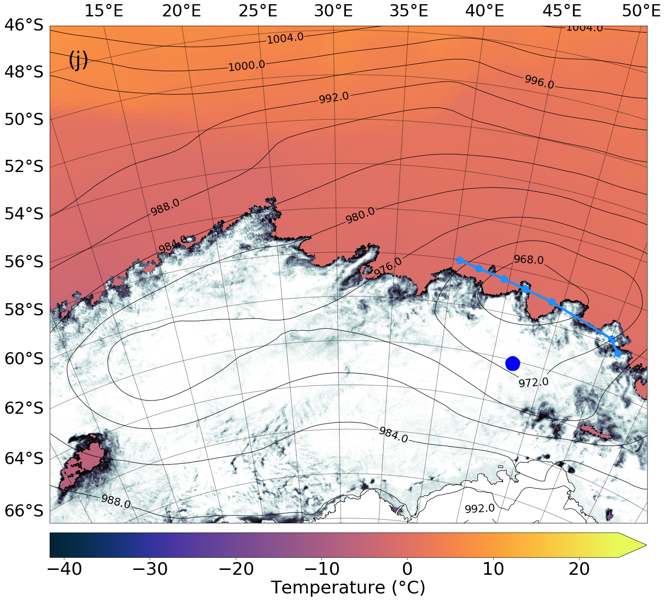 15°E 20°E 25°E 30°E 35°E 40°E 45°E 50°E
46°S
(j)
1004.0
1004.0
1000.0
48°S
996.0
992.0
50°S
52°S
988.0
54°S
980.0
984.0
56°S
968.0
976.0
58°S
60°S
972.0
62°S
984.0
64°S
988.0
992.0
66°S
−40 −30 −20 −10 0 10 20
Temperature (°C)